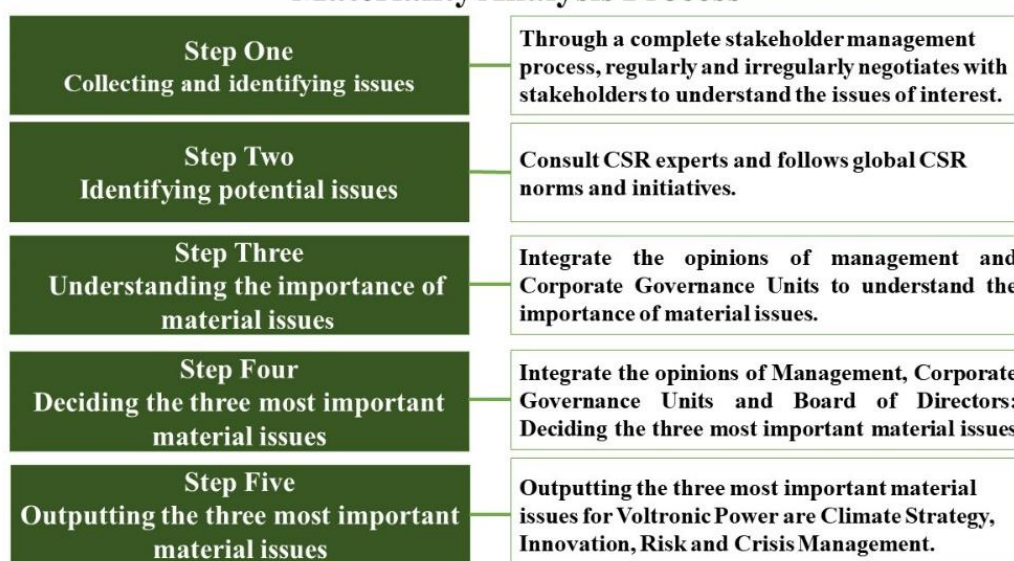 Materiality Analysis Process
Step One
Collecting and identifying issues
Through a complete stakeholder management
process, regularly and irregularly negotiates with
stakeholders to understand the issues of interest.
Step Two
Identifying potential issues
Consult CSR experts and follows global CSR
norms and initiatives.
Step Three
Understanding the importance of
material issues
Integrate the opinions of management and
Corporate Governance Units to understand the
importance of material issues.
Step Four
Deciding the three most important
material issues
Integrate the opinions of Management, Corporate
Governance Units and Board of Directors:
Deciding the three most important material issues
Step Five
Outputting the three most important
material issues
Outputting the three most important material
issues for Voltronic Power are Climate Strategy,
Innovation, Risk and Crisis Management.